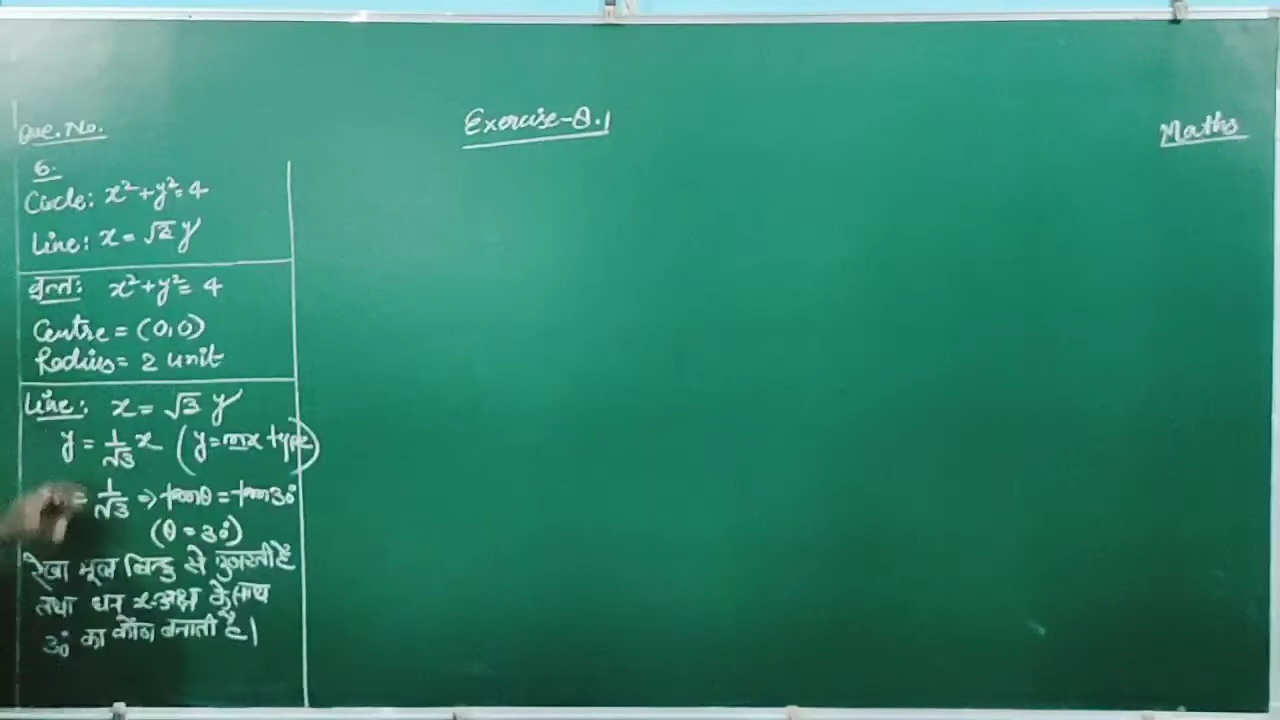 Exercise-8.1
Maths
Que. No.
6.
Circle: x²+y²=4
Line: x = √3 y
वृत्त: x²+y²= 4
Centre = (0,0)
Radius= 2 unit
Line: x = √3 y
y = 1/√3 x (y=mx type)
= 1/√3 ⇒ tanθ = tan30°
(θ = 30°)
रेखा मूल बिन्दु से गुजरती है
तथा धन x-अक्ष के साथ
30° का कोण बनाती है।